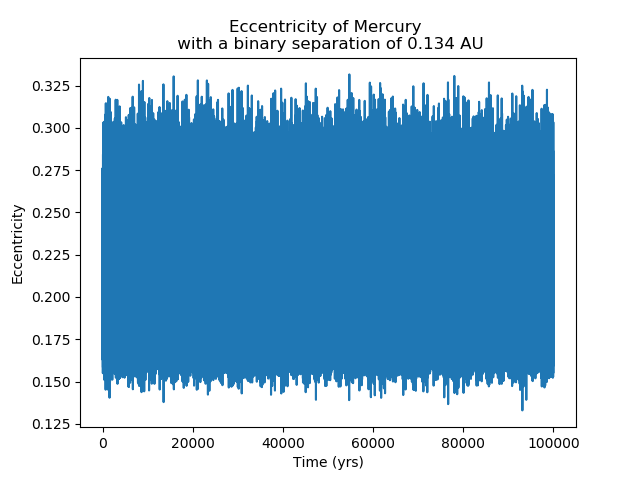 Eccentricity of Mercury
with a binary separation of 0.134 AU
0.325
0.300
0.275
0.250
0.225
0.200
0.175
0.150
0.125
Eccentricity
0 20000 40000 60000 80000 100000
Time (yrs)